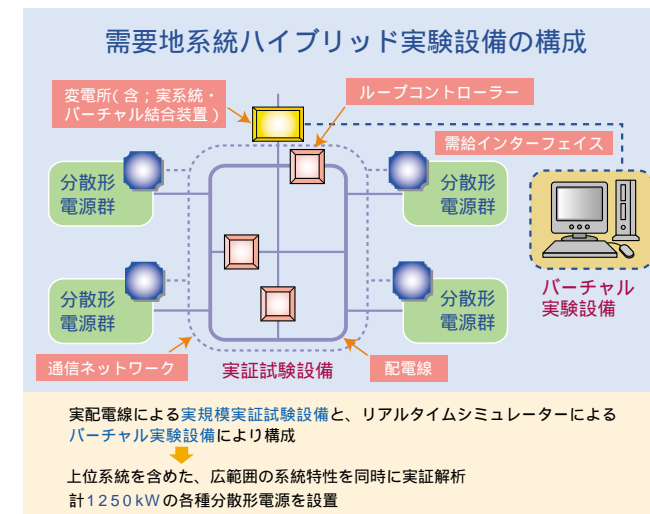 需要地系統ハイブリッド実験設備の構成
変電所(含;実系統・
バーチャル結合装置)
ループコントローラー
需給インターフェイス
分散形
電源群
分散形
電源群
バーチャル
実験設備
分散形
電源群
分散形
電源群
通信ネットワーク
実証試験設備
配電線
実配電線による実規模実証試験設備と、リアルタイムシミュレーターによる
バーチャル実験設備により構成
上位系統を含めた、広範囲の系統特性を同時に実証解析
計1250kWの各種分散形電源を設置